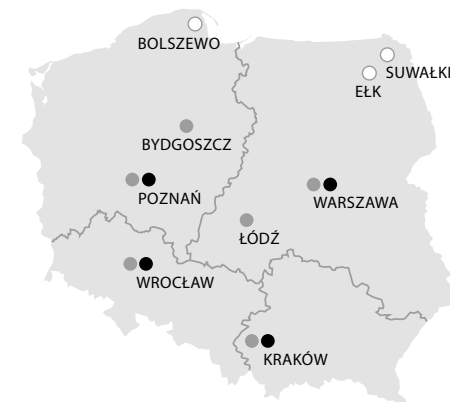 BOLSZEWO
SUWAŁKI
EŁK
BYDGOSZCZ
POZNAŃ
WARSZAWA
ŁÓDŹ
WROCŁAW
KRAKÓW